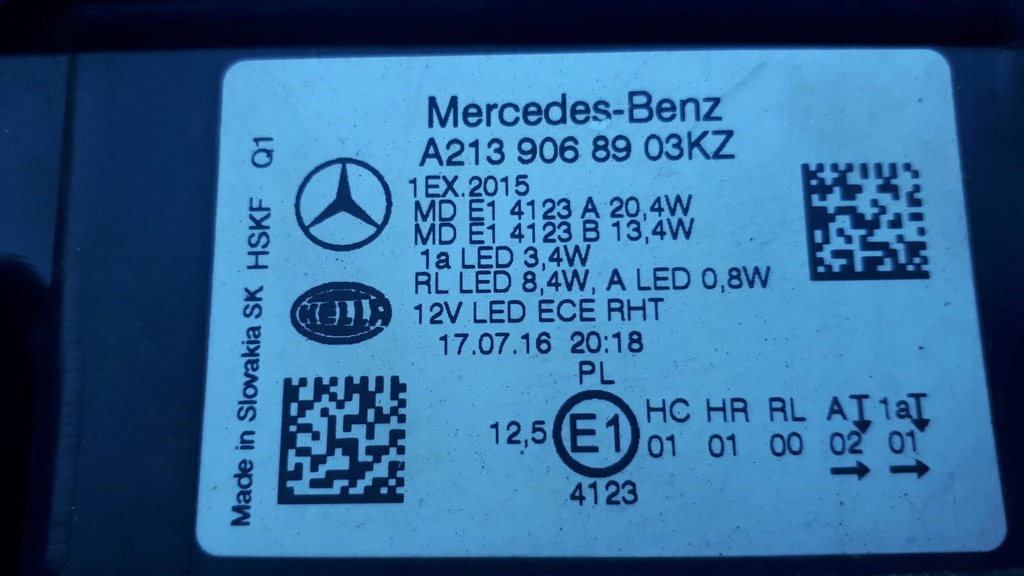 Mercedes-Benz
A213 906 89 03KZ
1EX.2015
MD E1 4123 A 20,4W
MD E1 4123 B 13,4W
1a LED 3,4W
RL LED 8,4W, A LED 0,8W
12V LED ECE RHT
17.07.16 20:18
PL
12,5 E1 HC HR RL A 1a
01 01 00 02 01
4123
HELLA
Made in Slovakia SK HSKF Q1